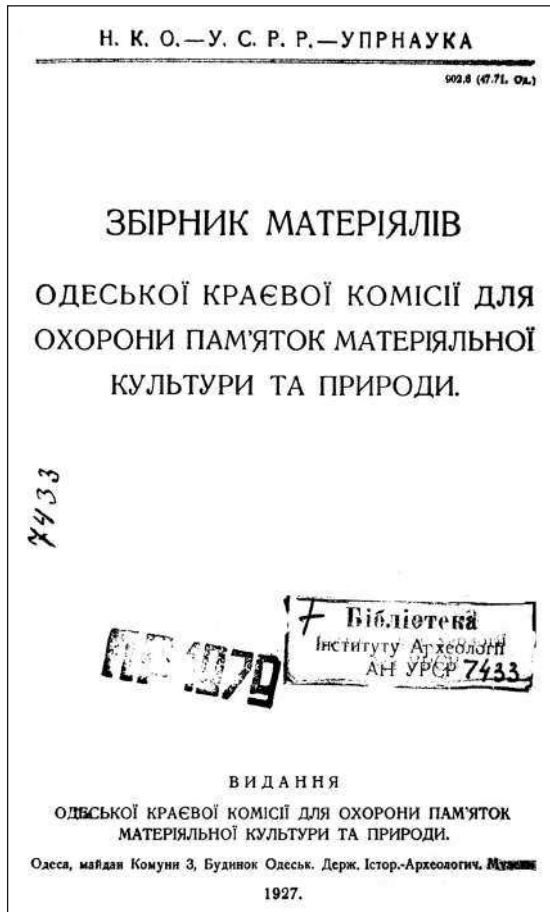 Н. К. О.—У. С. Р. Р.—УПРНАУКА
902.6 (47.71. Од.)
ЗБІРНИК МАТЕРІЯЛІВ
ОДЕСЬКОЇ КРАЄВОЇ КОМІСІЇ ДЛЯ
ОХОРОНИ ПАМ'ЯТОК МАТЕРІЯЛЬНОЇ
КУЛЬТУРИ ТА ПРИРОДИ.
7433
Бібліотека
Інституту Археології
АН УРСР 7433
1979
ВИДАННЯ
ОДЕСЬКОЇ КРАЄВОЇ КОМІСІЇ ДЛЯ ОХОРОНИ ПАМ'ЯТОК
МАТЕРІЯЛЬНОЇ КУЛЬТУРИ ТА ПРИРОДИ.
Одеса, майдан Комуни 3, Будинок Одеськ. Держ. Істор.-Археологич. Музею
1927.